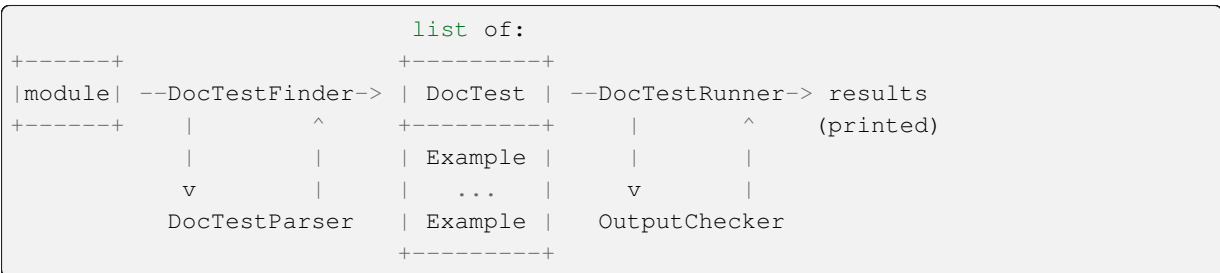 list of:
+------+                   +---------+
|module| --DocTestFinder-> | DocTest | --DocTestRunner-> results
+------+    |        ^     +---------+     |       ^    (printed)
            |        |     | Example |     |       |
            v        |     |   ...   |     v       |
           DocTestParser   | Example |   OutputChecker
                           +---------+